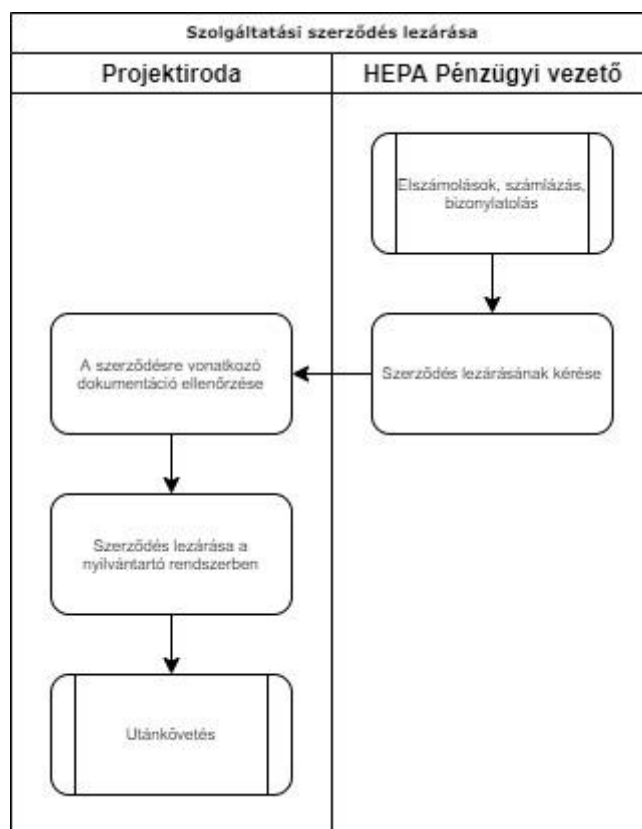 Szolgáltatási szerződés lezárása
Projektiroda
HEPA Pénzügyi vezető
Elszámolások, számlázás,
bizonylatolás
Szerződés lezárásának kérése
A szerződésre vonatkozó
dokumentáció ellenőrzése
Szerződés lezárása a
nyilvántartó rendszerben
Utánkövetés